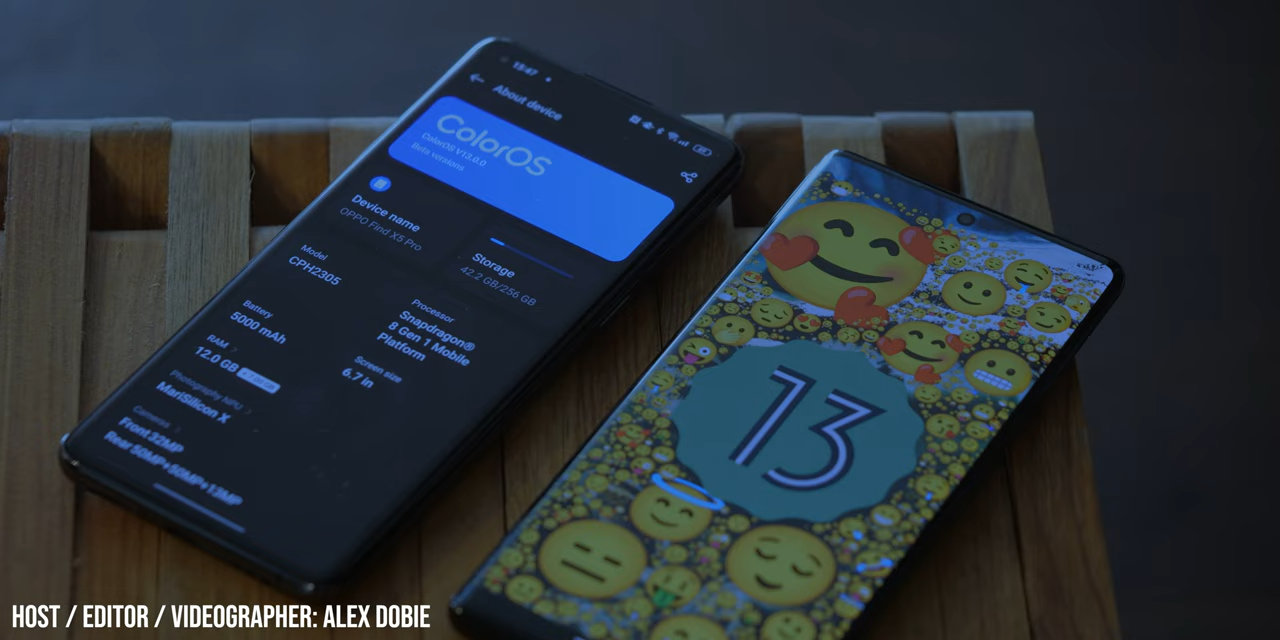 15:47
About device
ColorOS
ColorOS V13.0.0
Beta versions
Device name
OPPO Find X5 Pro
Storage
42.2 GB/256 GB
Model
CPH2305
Processor
Snapdragon®
8 Gen 1 Mobile
Platform
Battery
5000 mAh
RAM
12.0 GB
Screen size
6.7 in
Photography NPU
MariSilicon X
Cameras
Front 32MP
Rear 50MP+50MP+13MP
13
HOST / EDITOR / VIDEOGRAPHER: ALEX DOBIE